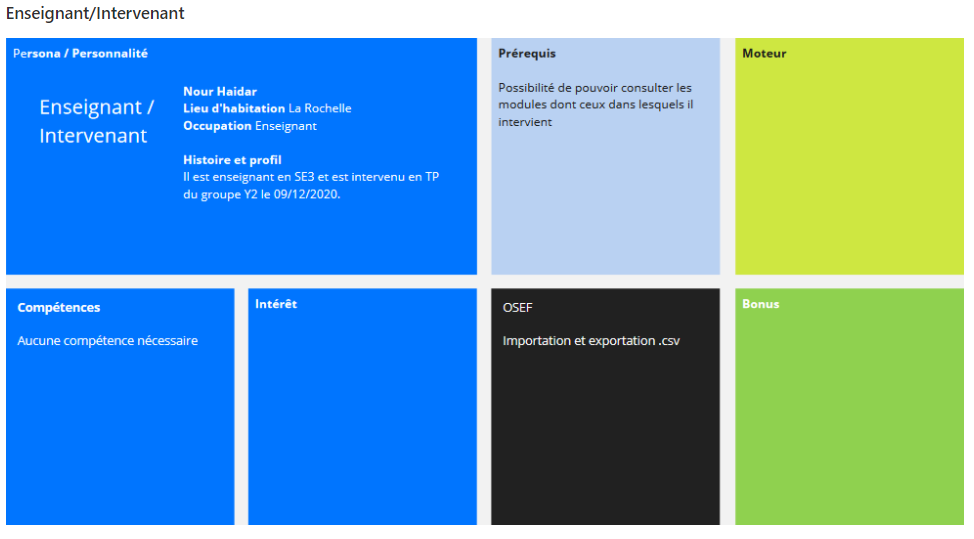 Enseignant/Intervenant
Persona / Personnalité
Enseignant /
Intervenant
Nour Haidar
Lieu d'habitation La Rochelle
Occupation Enseignant
Histoire et profil
Il est enseignant en SE3 et est intervenu en TP
du groupe Y2 le 09/12/2020.
Prérequis
Possibilité de pouvoir consulter les
modules dont ceux dans lesquels il
intervient
Moteur
Compétences
Aucune compétence nécessaire
Intérêt
OSEF
Importation et exportation .csv
Bonus